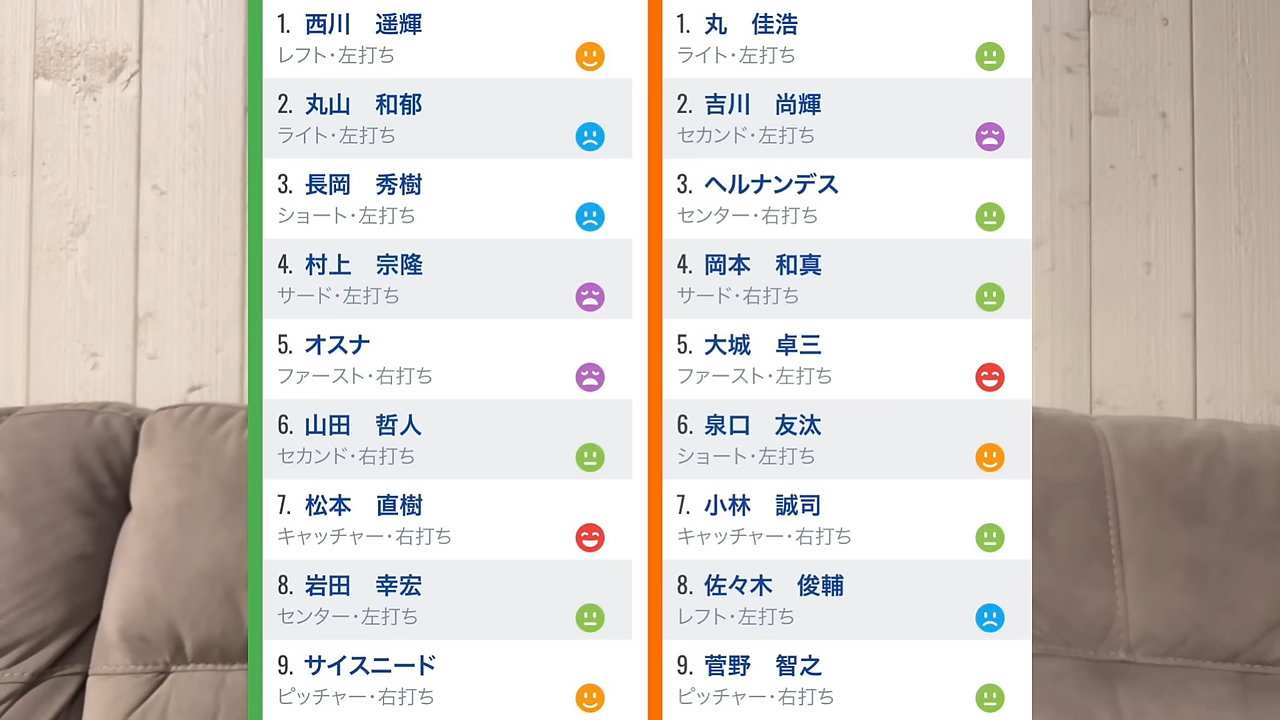 1. 西川　遥輝
レフト・左打ち
2. 丸山　和郁
ライト・左打ち
3. 長岡　秀樹
ショート・左打ち
4. 村上　宗隆
サード・左打ち
5. オスナ
ファースト・右打ち
6. 山田　哲人
セカンド・右打ち
7. 松本　直樹
キャッチャー・右打ち
8. 岩田　幸宏
センター・左打ち
9. サイスニード
ピッチャー・右打ち
1. 丸　佳浩
ライト・左打ち
2. 吉川　尚輝
セカンド・左打ち
3. ヘルナンデス
センター・右打ち
4. 岡本　和真
サード・右打ち
5. 大城　卓三
ファースト・左打ち
6. 泉口　友汰
ショート・左打ち
7. 小林　誠司
キャッチャー・右打ち
8. 佐々木　俊輔
レフト・左打ち
9. 菅野　智之
ピッチャー・右打ち